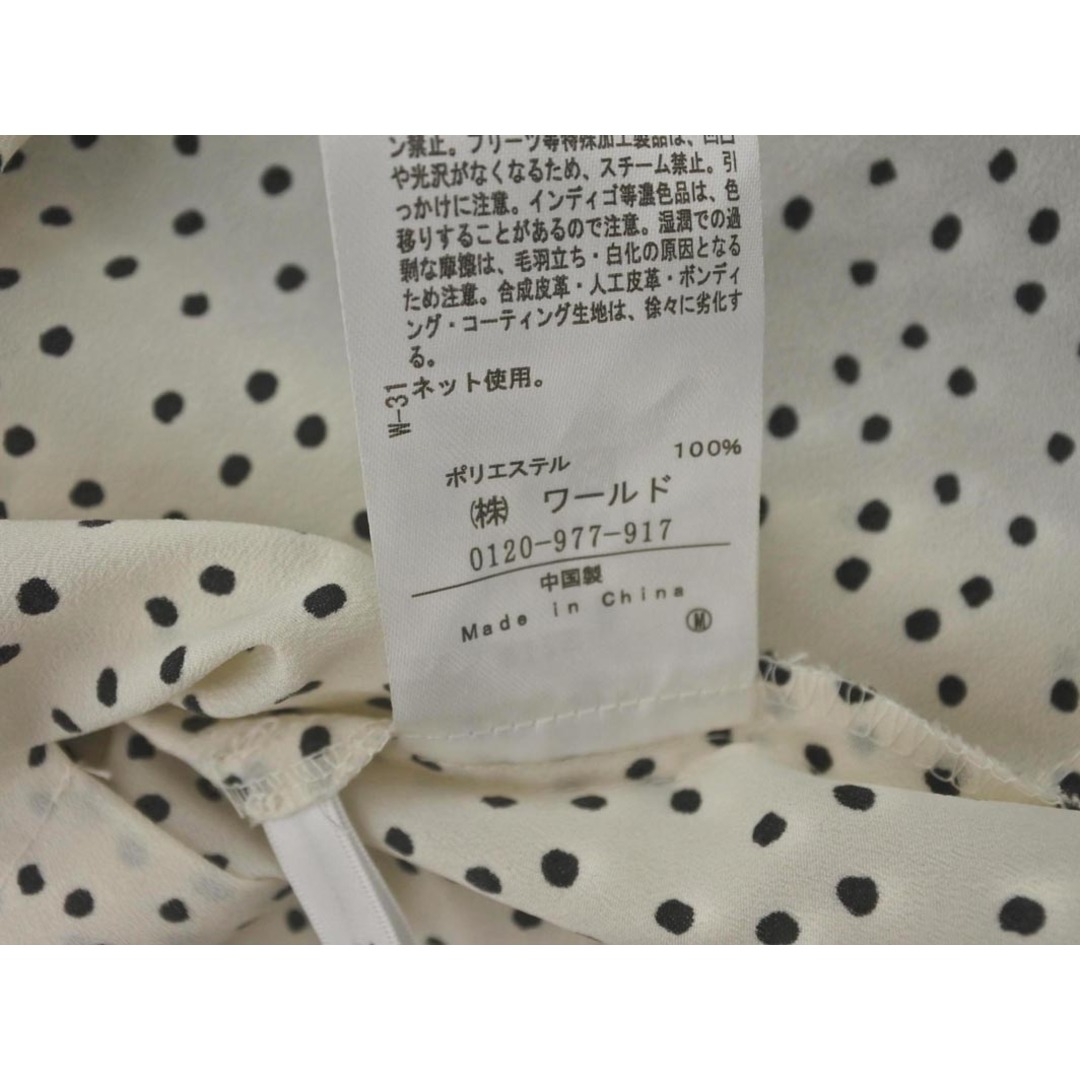 ン禁止。プリーツ等特殊加工製品は、凹凸
や光沢がなくなるため、スチーム禁止。引
っかけに注意。インディゴ等濃色品は、色
移りすることがあるので注意。湿潤での過
剰な摩擦は、毛羽立ち・白化の原因となる
ため注意。合成皮革・人工皮革・ボンディ
ング・コーティング生地は、徐々に劣化す
る。
W-31
ネット使用。
ポリエステル 100%
㈱ ワールド
0120-977-917
中国製
Made in China
Ⓜ